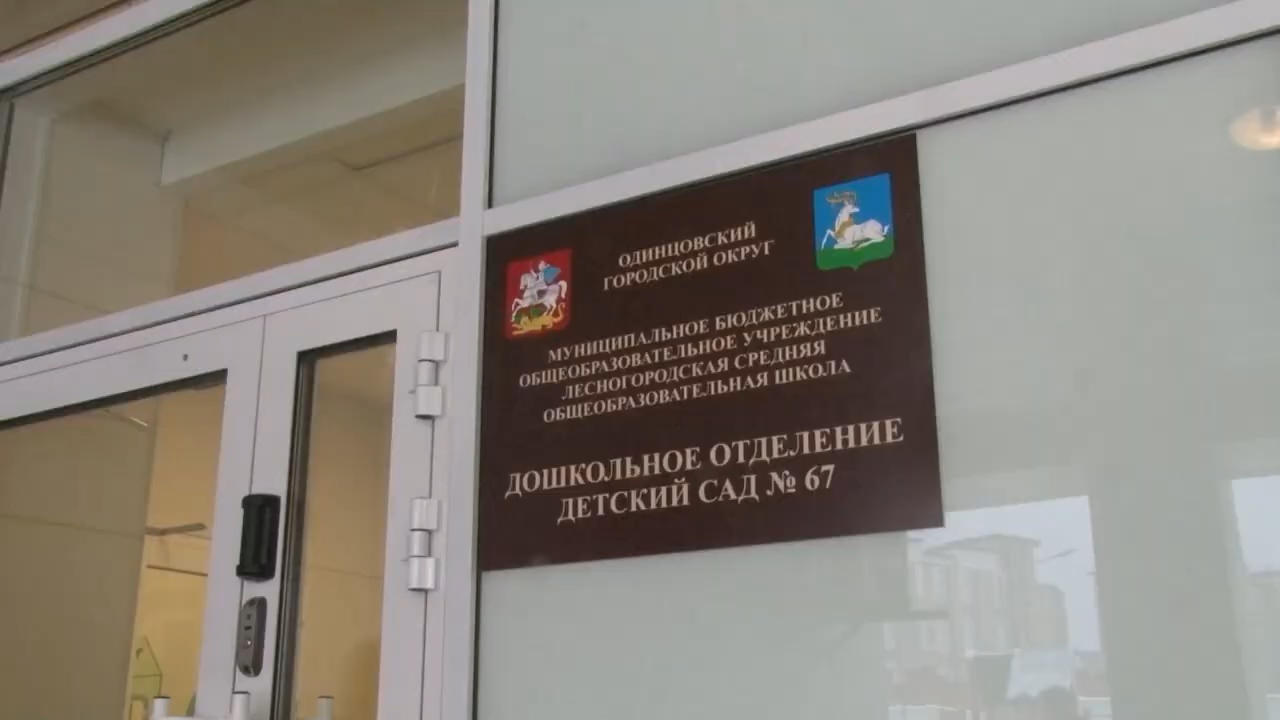 ОДИНЦОВСКИЙ
ГОРОДСКОЙ ОКРУГ
МУНИЦИПАЛЬНОЕ БЮДЖЕТНОЕ
ОБЩЕОБРАЗОВАТЕЛЬНОЕ УЧРЕЖДЕНИЕ
ЛЕСНОГОРОДСКАЯ СРЕДНЯЯ
ОБЩЕОБРАЗОВАТЕЛЬНАЯ ШКОЛА
ДОШКОЛЬНОЕ ОТДЕЛЕНИЕ
ДЕТСКИЙ САД № 67